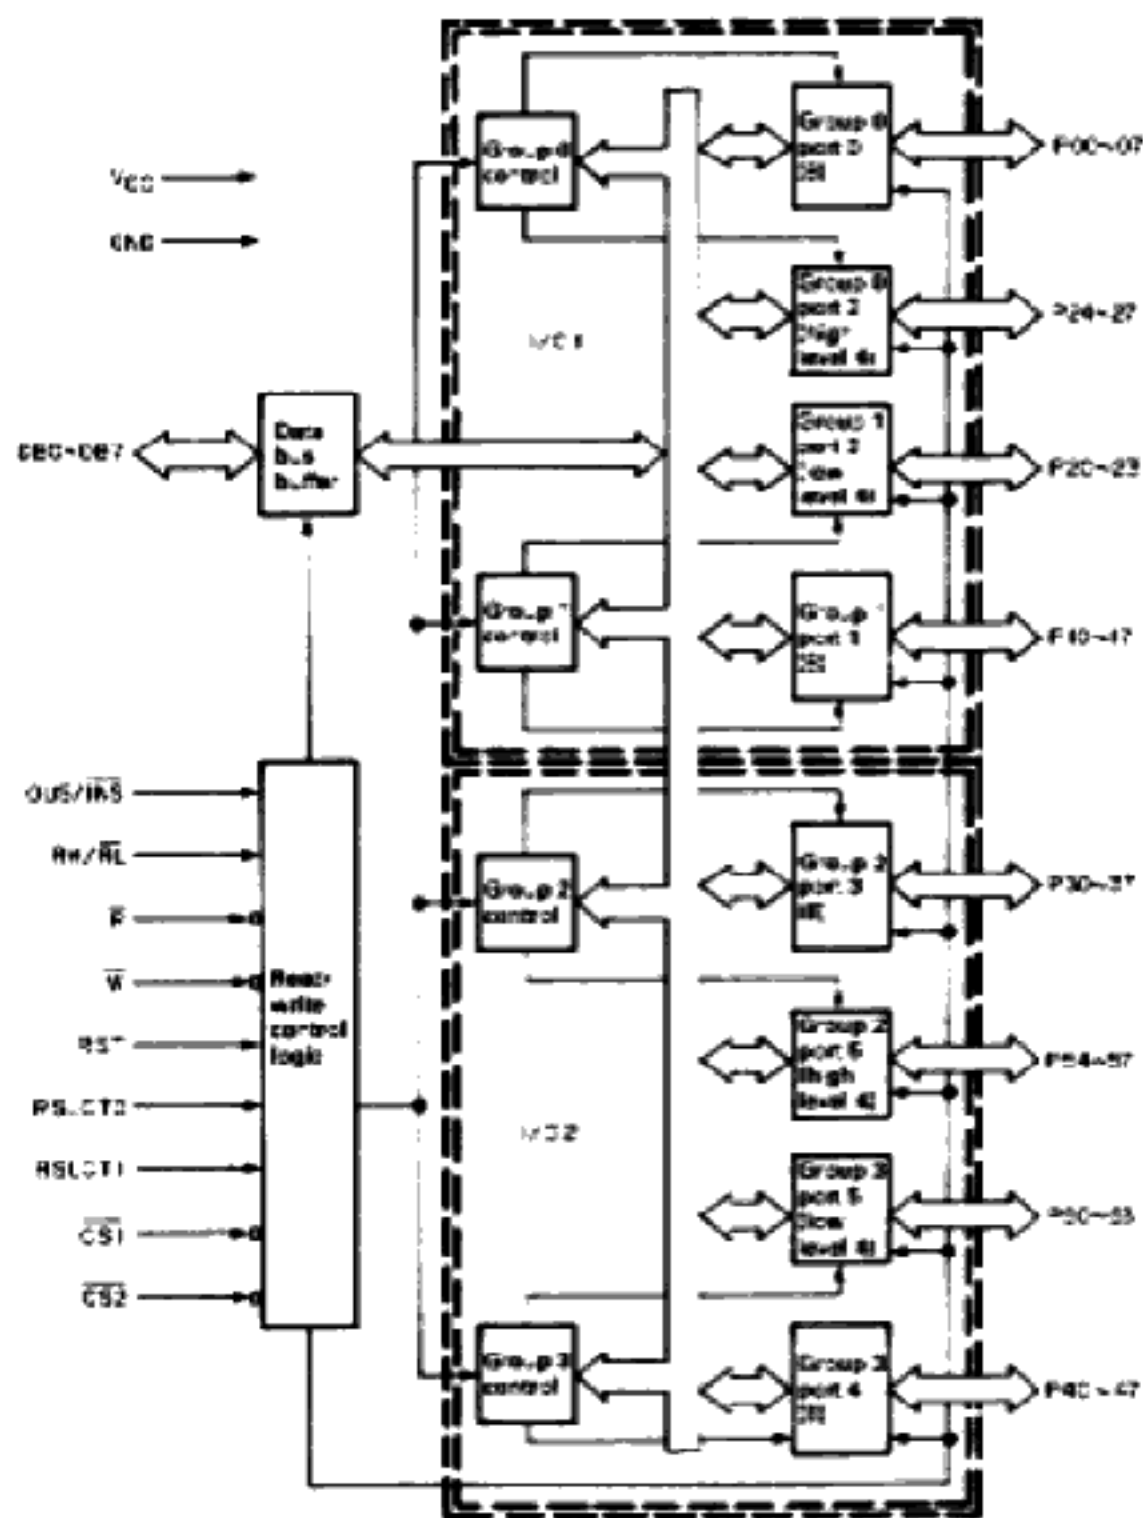 Group 0
control
Group 0
port 0
(8)
P00~07
VCC
GND
Group 0
port 2
(high
level 4)
P24~27
I/O 1
DB0~DB7
Data
bus
buffer
Group 1
port 2
(low
level 4)
P20~23
Group 1
control
Group 1
port 1
(8)
P10~17
OUS/INS
RH/RL
R
W
RST
RSLCT0
RSLCT1
CS1
CS2
Read/
write
control
logic
Group 2
control
Group 2
port 3
(8)
P30~37
Group 2
port 5
(high
level 4)
P54~57
I/O 2
Group 3
port 5
(low
level 4)
P50~53
Group 3
control
Group 3
port 4
(8)
P40~47